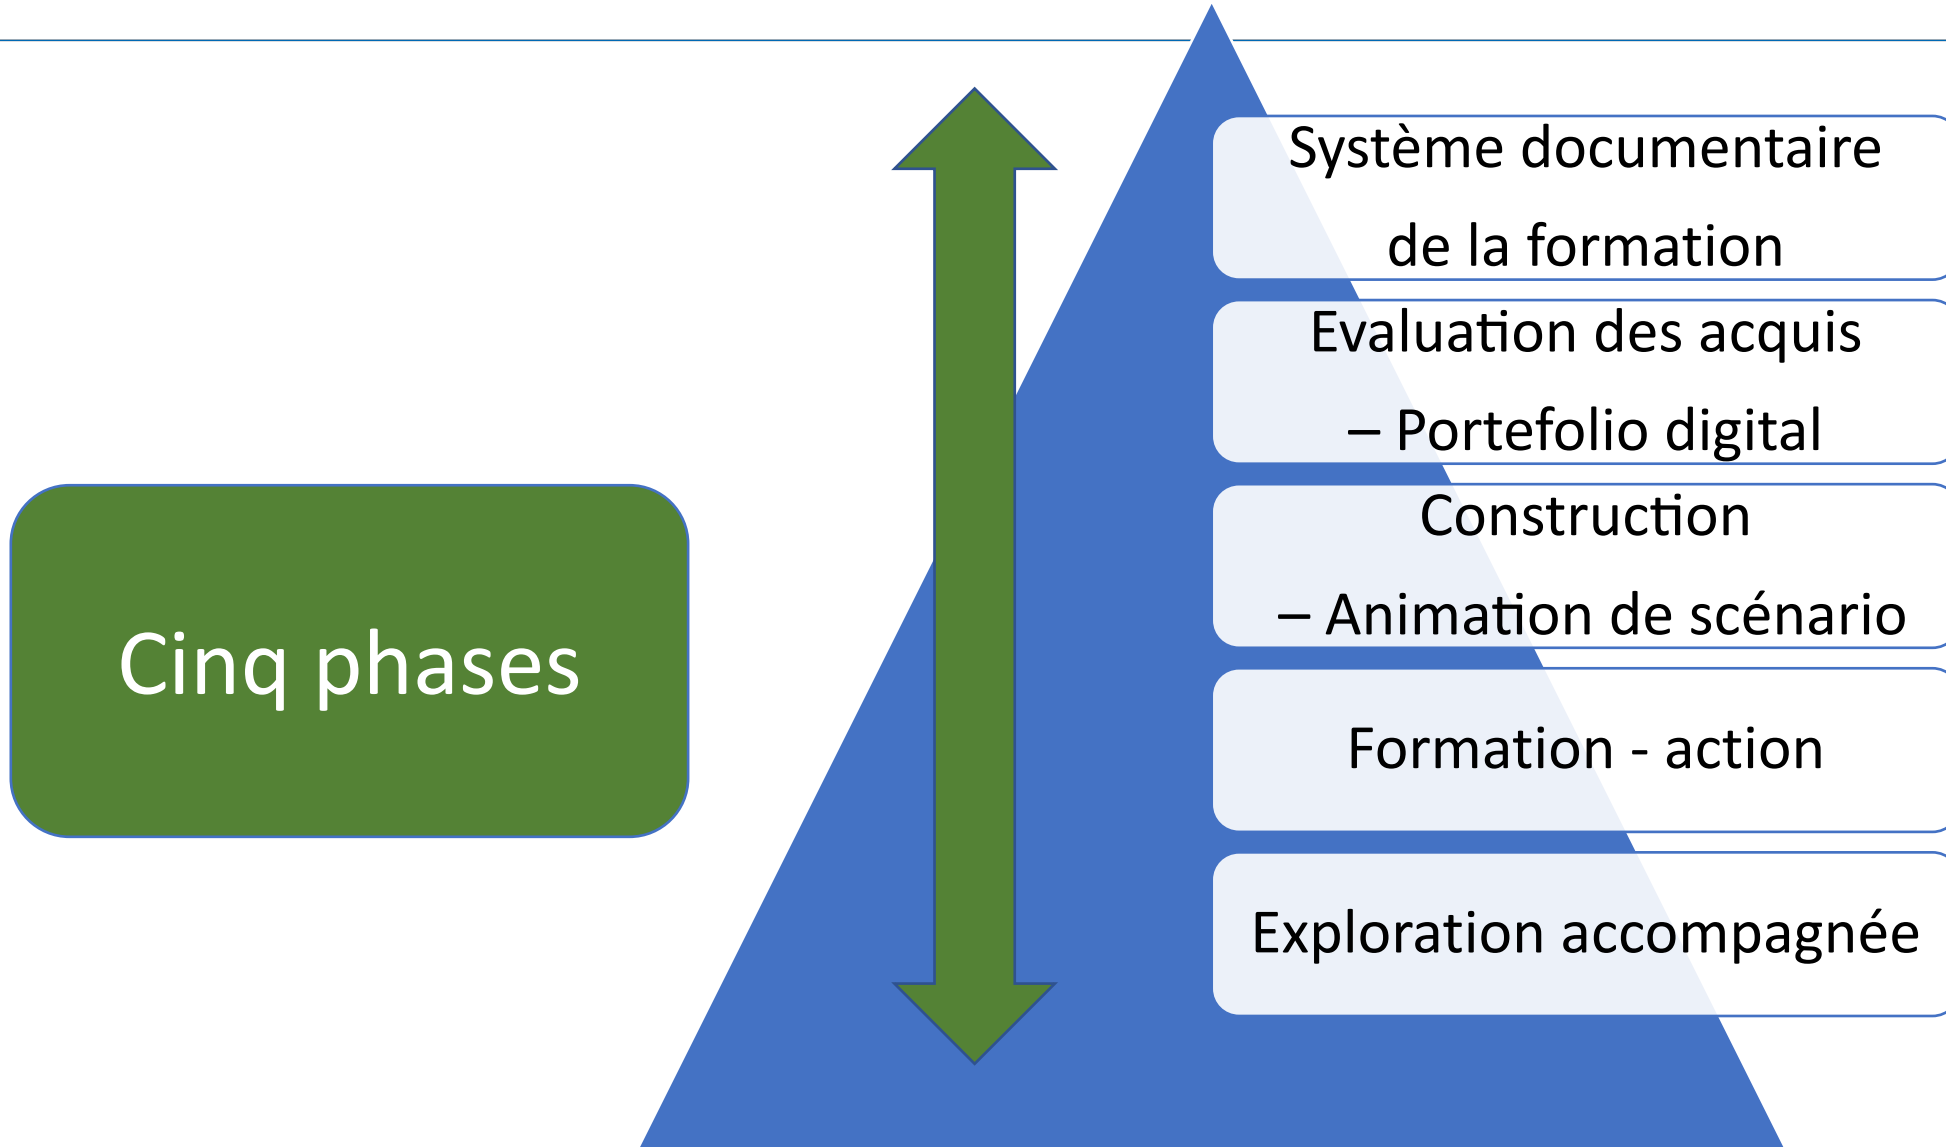 Cinq phases
Système documentaire
de la formation
Evaluation des acquis
– Portefolio digital
Construction
– Animation de scénario
Formation - action
Exploration accompagnée